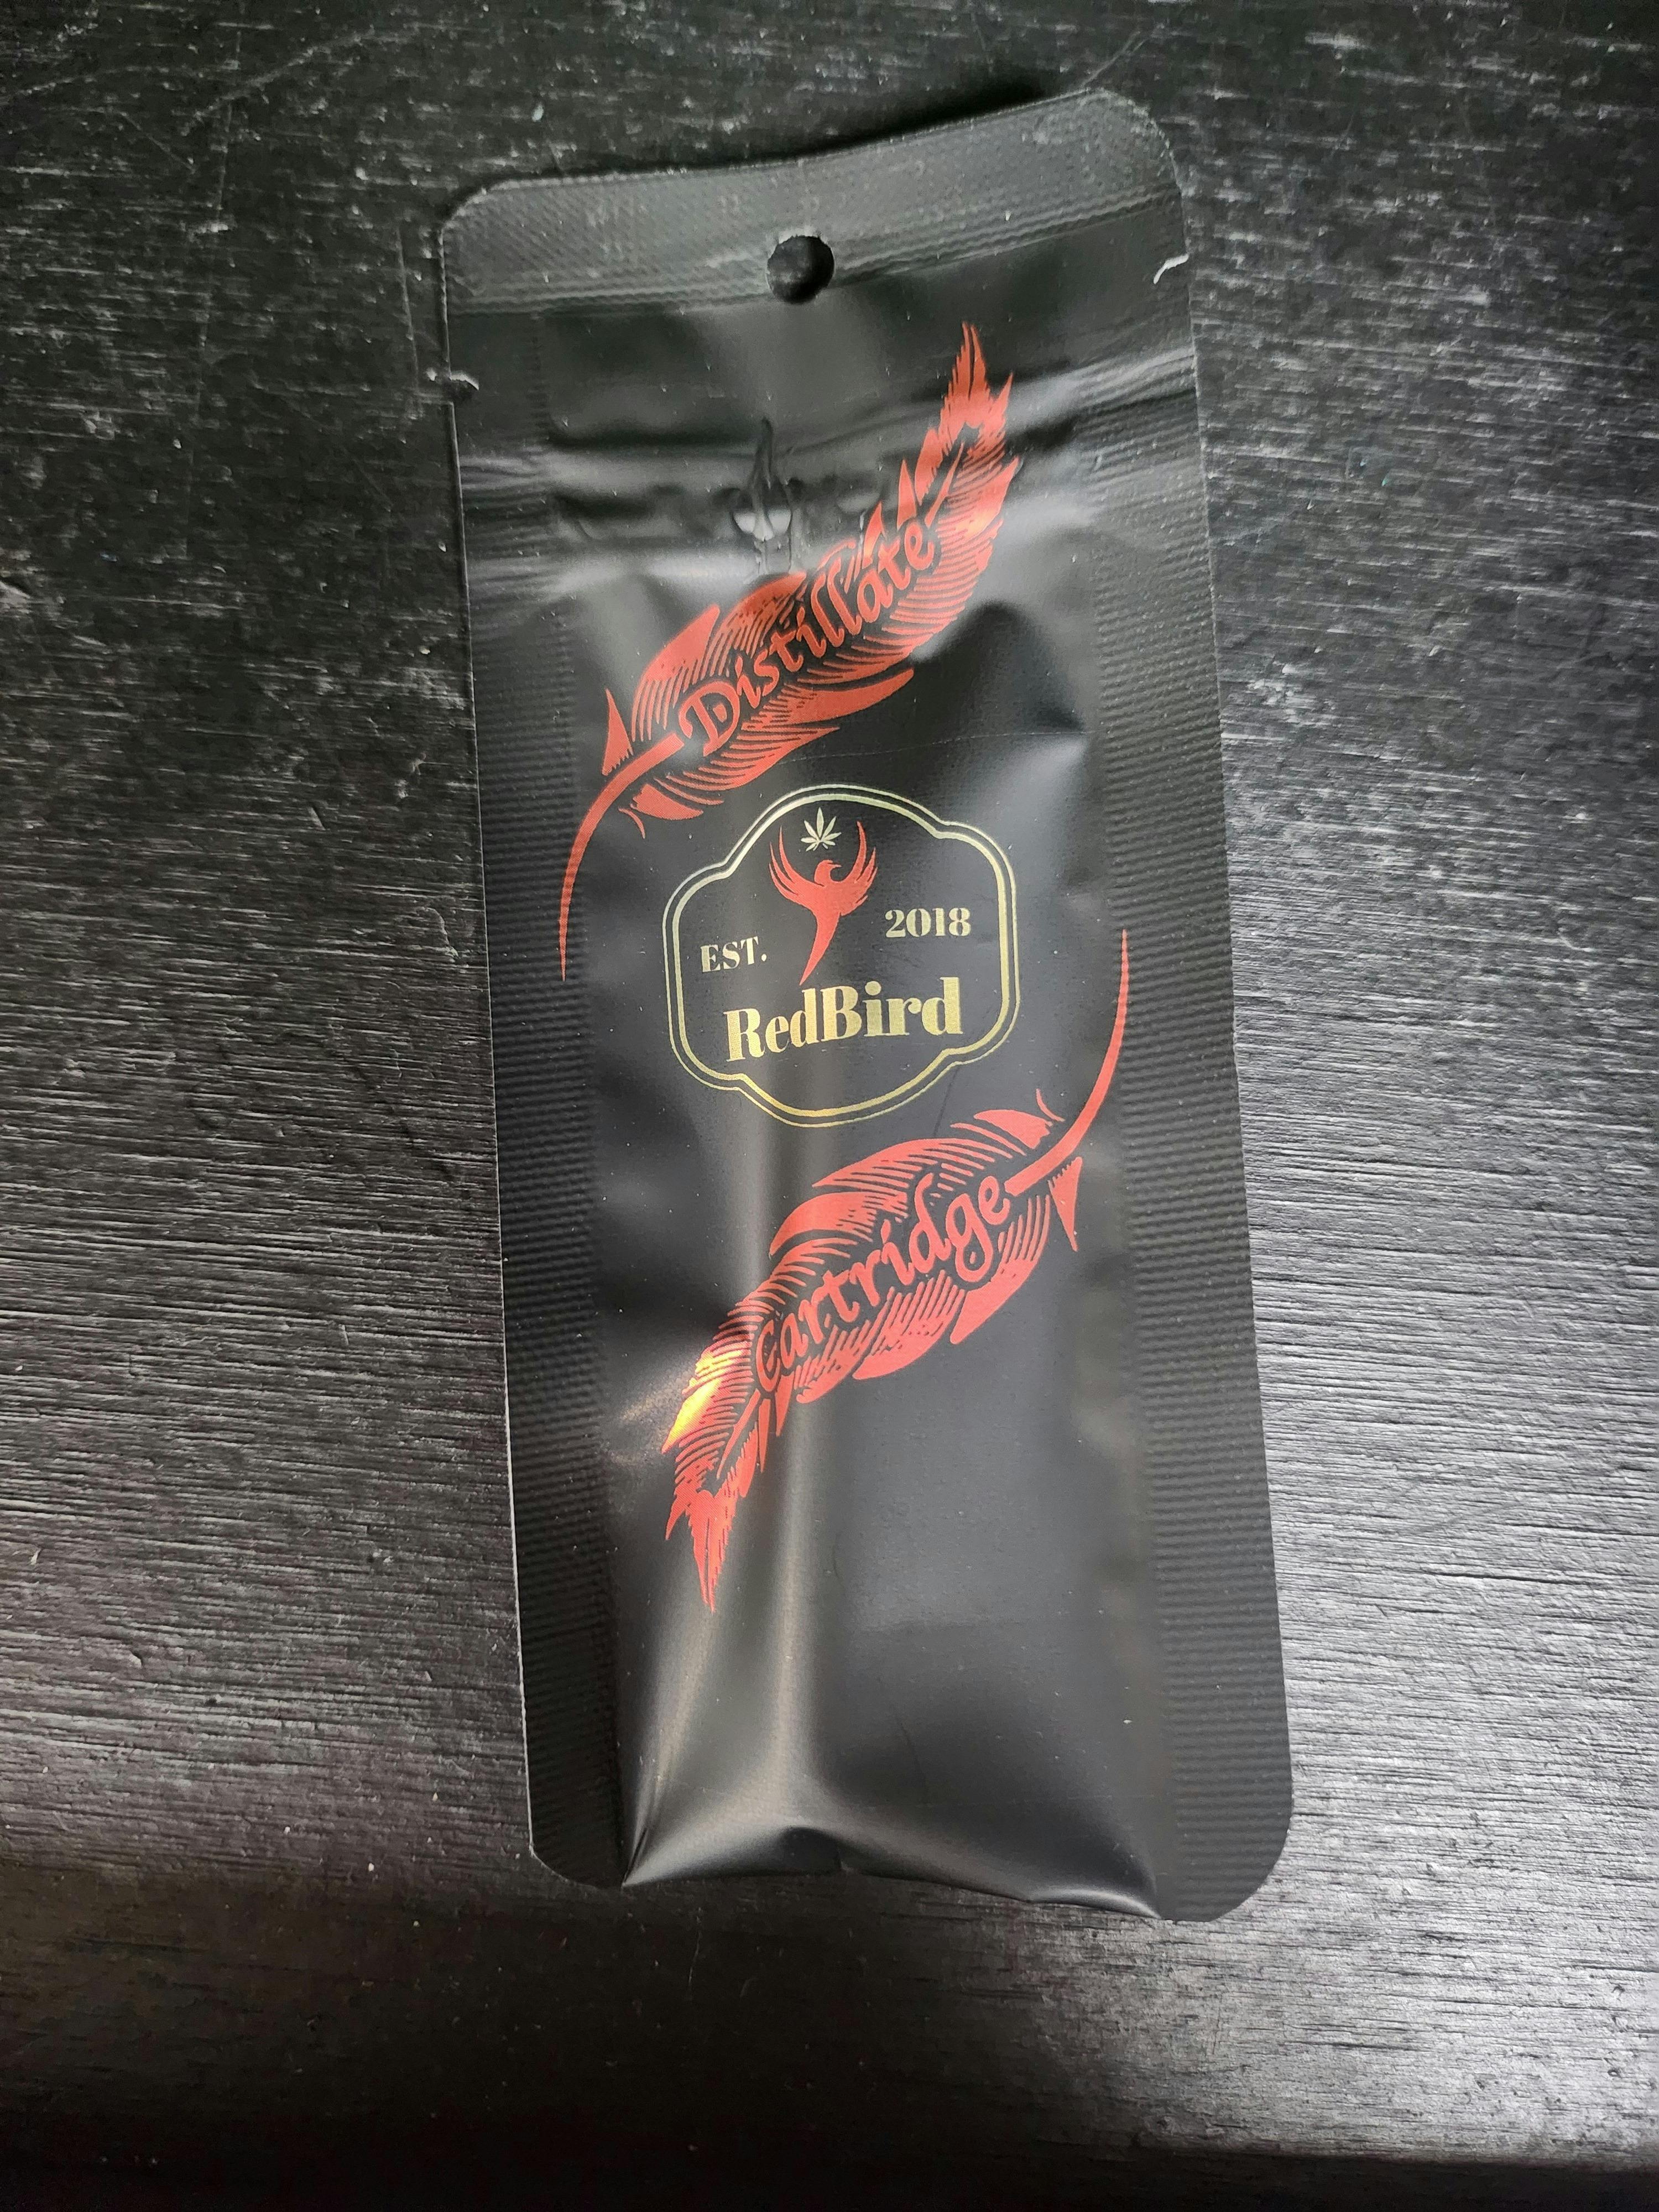 Distillate
EST. 2018
RedBird
Cartridge